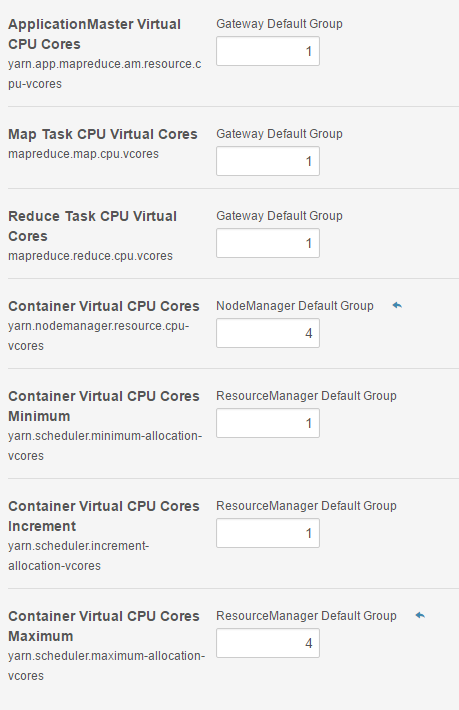 ApplicationMaster Virtual
CPU Cores
yarn.app.mapreduce.am.resource.c
pu-vcores
Gateway Default Group
1
Map Task CPU Virtual Cores
mapreduce.map.cpu.vcores
Gateway Default Group
1
Reduce Task CPU Virtual
Cores
mapreduce.reduce.cpu.vcores
Gateway Default Group
1
Container Virtual CPU Cores
yarn.nodemanager.resource.cpu-
vcores
NodeManager Default Group
4
Container Virtual CPU Cores
Minimum
yarn.scheduler.minimum-allocation-
vcores
ResourceManager Default Group
1
Container Virtual CPU Cores
Increment
yarn.scheduler.increment-
allocation-vcores
ResourceManager Default Group
1
Container Virtual CPU Cores
Maximum
yarn.scheduler.maximum-allocation-
vcores
ResourceManager Default Group
4